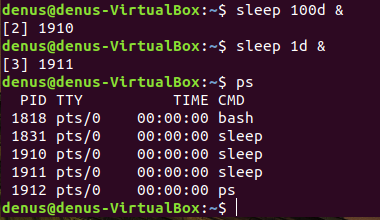 denus@denus-VirtualBox:~$ sleep 100d &
[2] 1910
denus@denus-VirtualBox:~$ sleep 1d &
[3] 1911
denus@denus-VirtualBox:~$ ps
  PID TTY          TIME CMD
 1818 pts/0    00:00:00 bash
 1831 pts/0    00:00:00 sleep
 1910 pts/0    00:00:00 sleep
 1911 pts/0    00:00:00 sleep
 1912 pts/0    00:00:00 ps
denus@denus-VirtualBox:~$